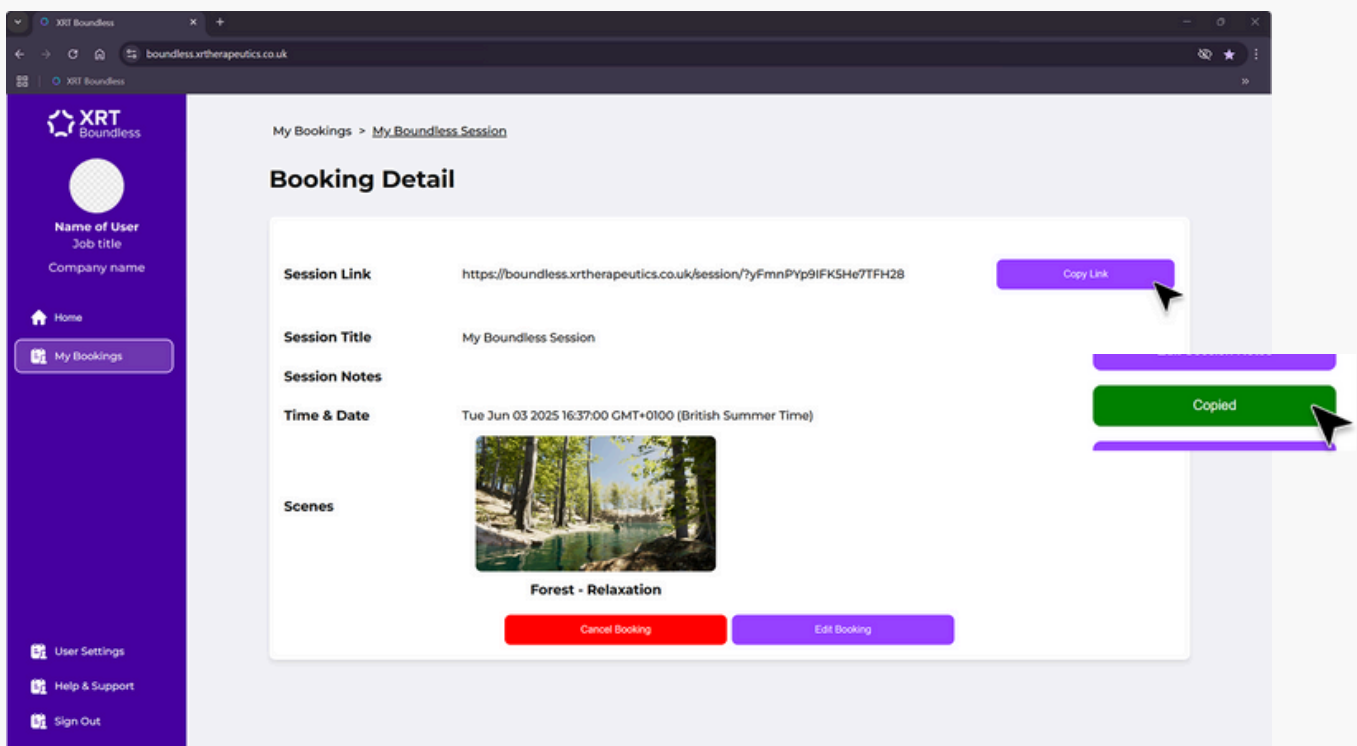 XRT Boundless
boundless.xrtherapeutics.co.uk
XRT Boundless
XRT
Boundless
Name of User
Job title
Company name
Home
My Bookings
User Settings
Help & Support
Sign Out
My Bookings > My Boundless Session
Booking Detail
Session Link https://boundless.xrtherapeutics.co.uk/session/?yFmnPYp9IFK5He7TFH28 Copy Link
Session Title My Boundless Session
Session Notes
Time & Date Tue Jun 03 2025 16:37:00 GMT+0100 (British Summer Time)
Scenes
Forest - Relaxation
Cancel Booking Edit Booking
Copied